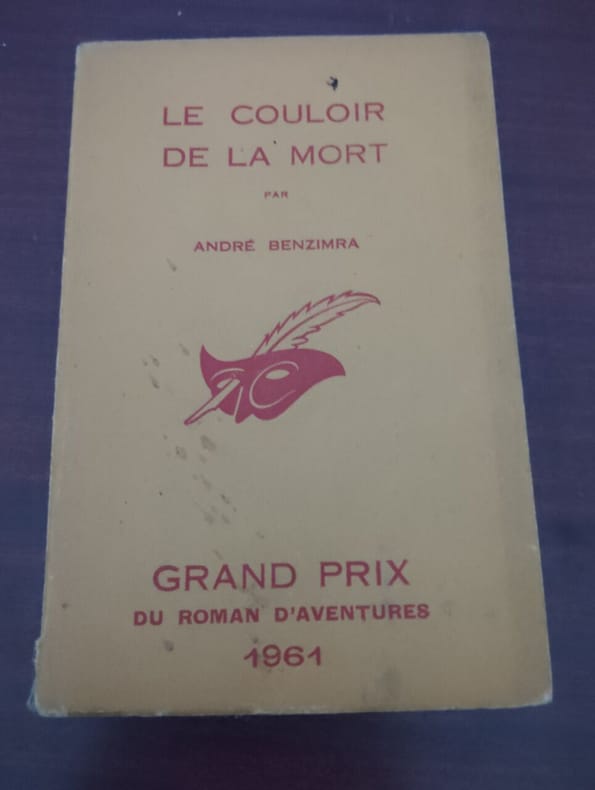 LE COULOIR
DE LA MORT
PAR
ANDRÉ BENZIMRA
GRAND PRIX
DU ROMAN D'AVENTURES
1961